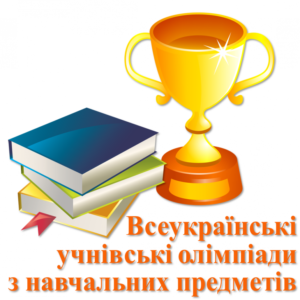 Всеукраїнські
учнівські олімпіади
з навчальних предметів